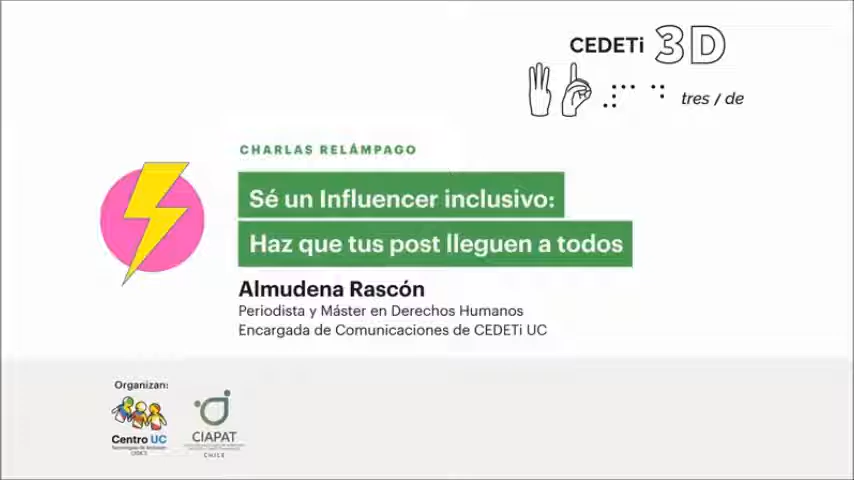 CEDETi 3D
tres / de
CHARLAS RELÁMPAGO
Sé un Influencer inclusivo:
Haz que tus post lleguen a todos
Almudena Rascón
Periodista y Máster en Derechos Humanos
Encargada de Comunicaciones de CEDETi UC
Organizan:
Centro UC
CIAPAT
CHILE